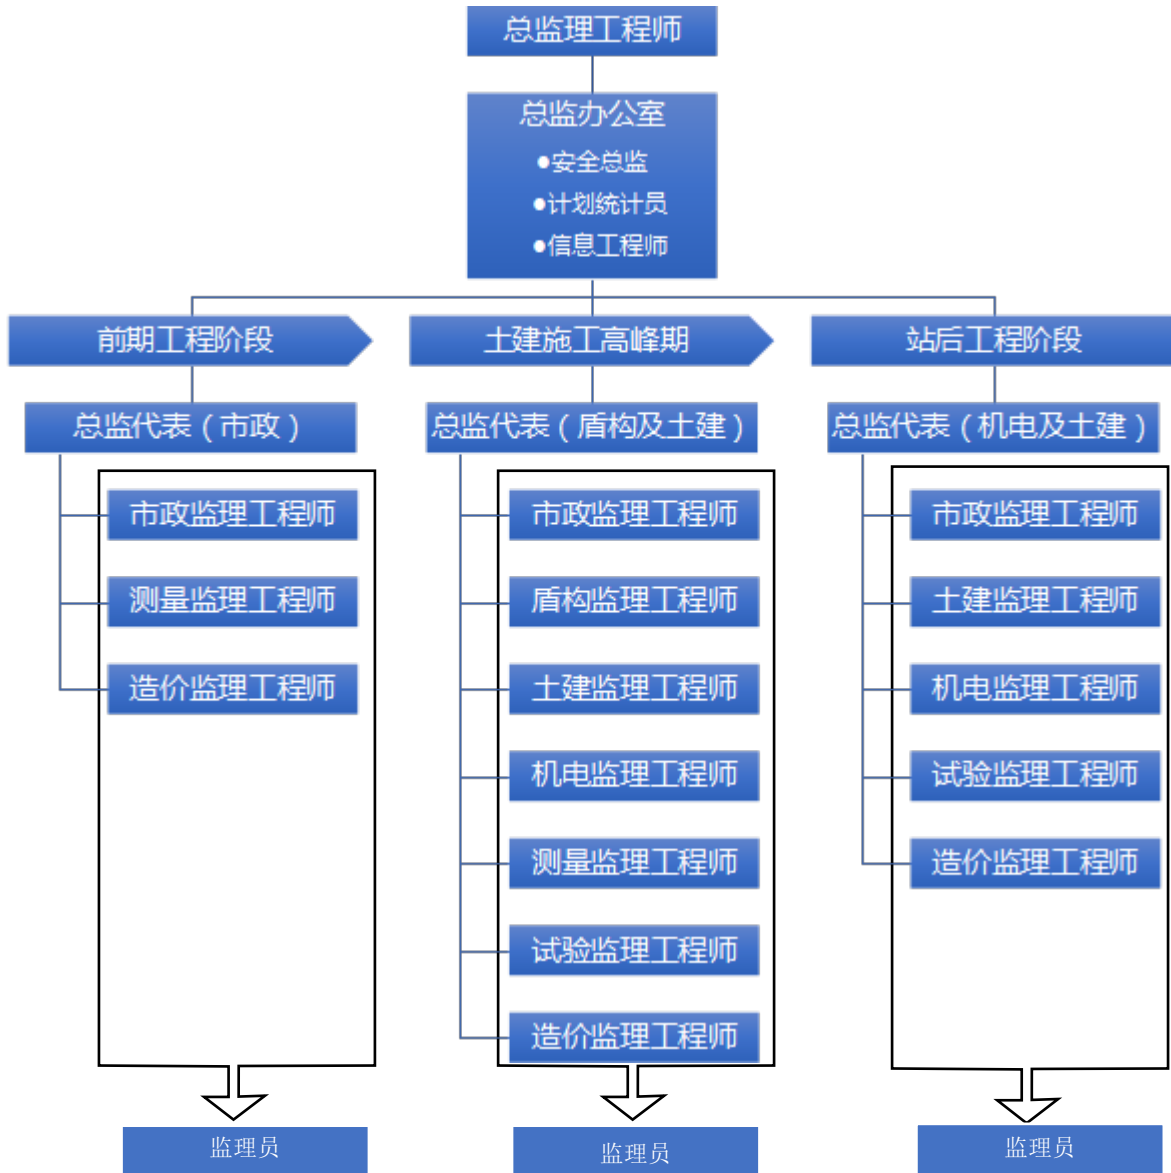 总监理工程师
总监办公室
●安全总监
●计划统计员
●信息工程师
前期工程阶段
土建施工高峰期
站后工程阶段
总监代表（市政）
总监代表（盾构及土建）
总监代表（机电及土建）
市政监理工程师
测量监理工程师
造价监理工程师
市政监理工程师
盾构监理工程师
土建监理工程师
机电监理工程师
测量监理工程师
试验监理工程师
造价监理工程师
市政监理工程师
土建监理工程师
机电监理工程师
试验监理工程师
造价监理工程师
监理员
监理员
监理员